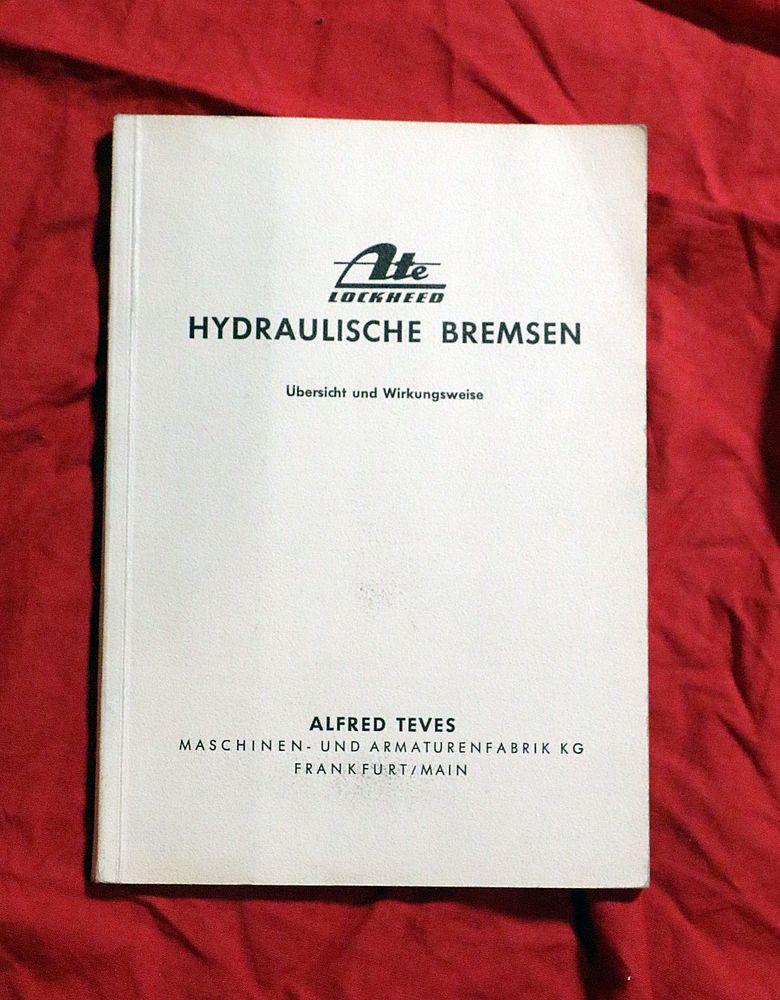 Ate
LOCKHEED
HYDRAULISCHE BREMSEN
Übersicht und Wirkungsweise
ALFRED TEVES
MASCHINEN- UND ARMATURENFABRIK KG
FRANKFURT/MAIN